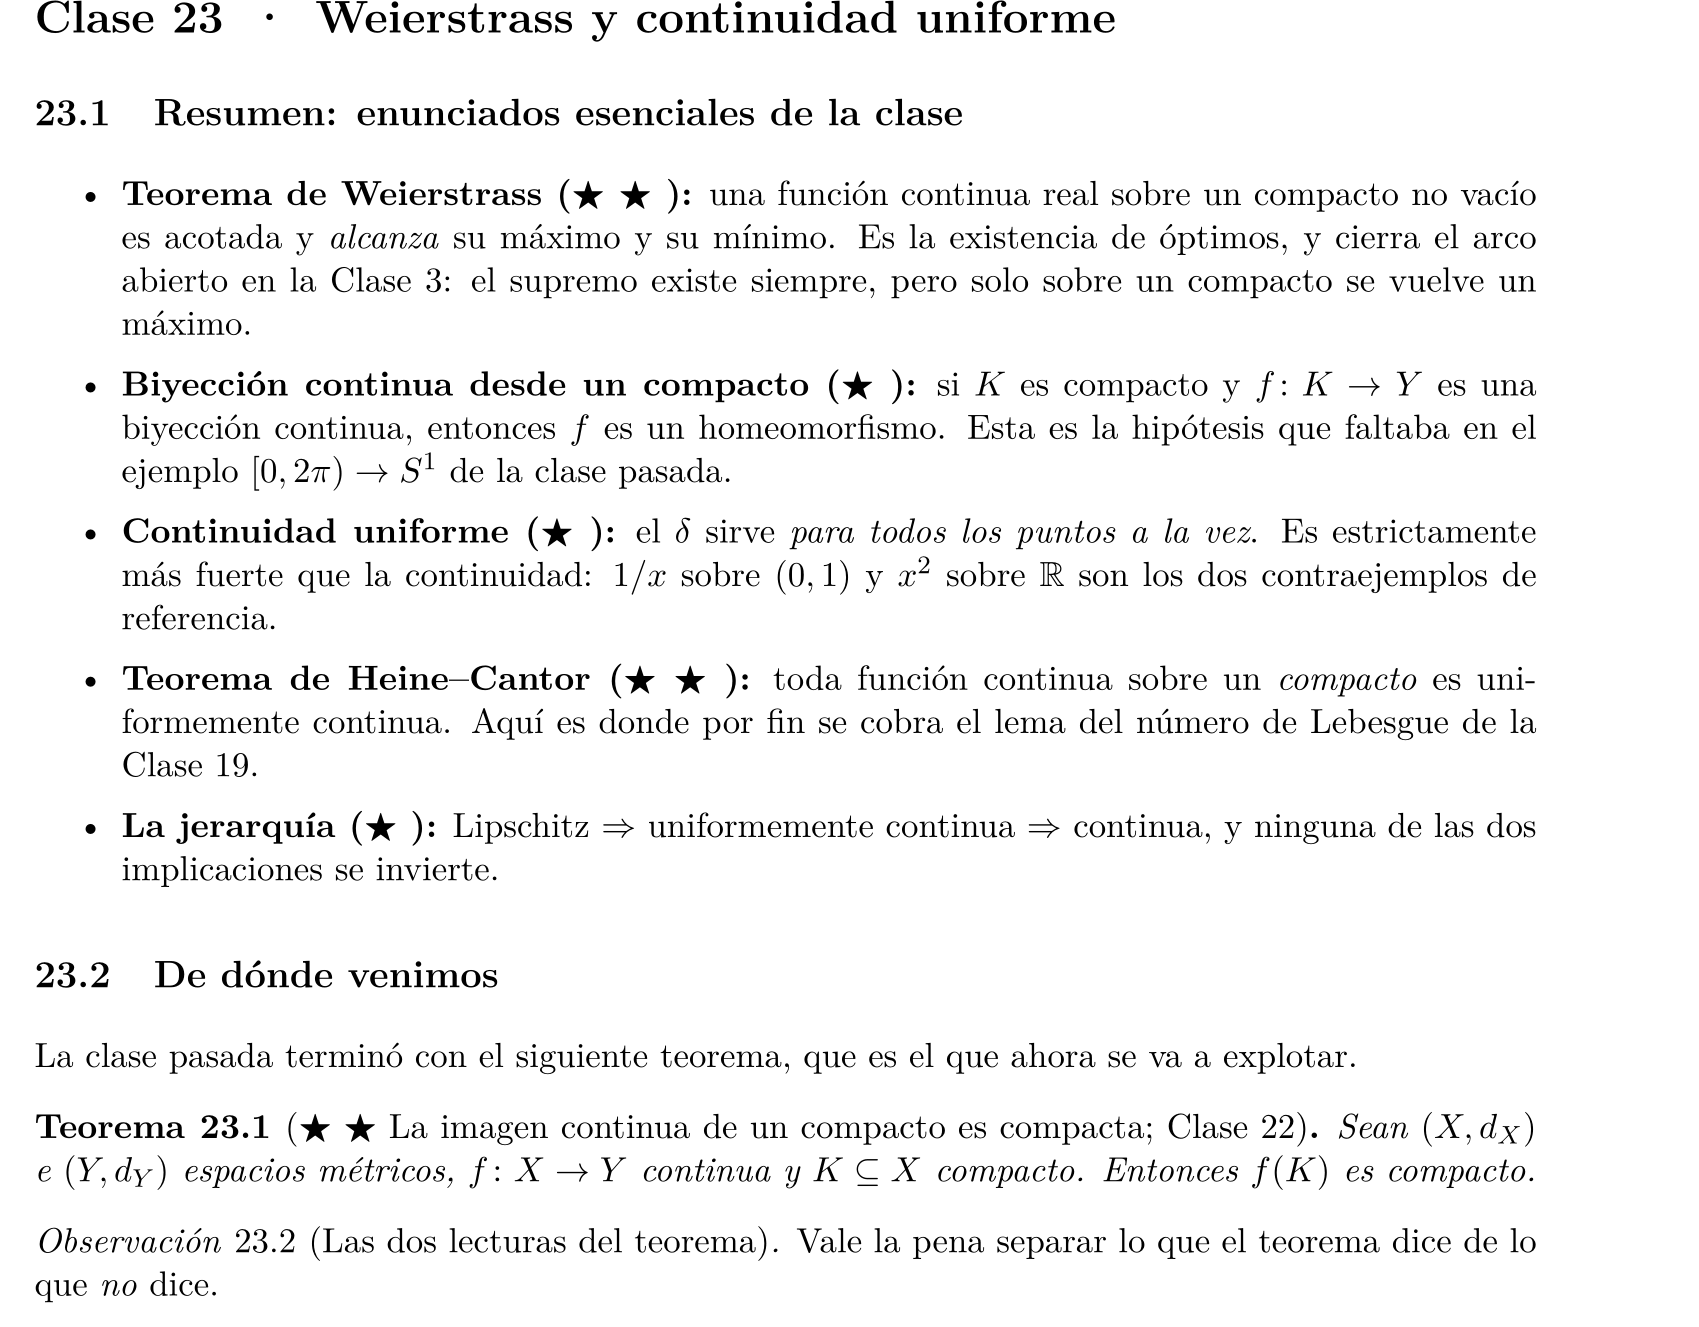 Clase 23 · Weierstrass y continuidad uniforme
23.1 Resumen: enunciados esenciales de la clase
• Teorema de Weierstrass (★ ★ ): una función continua real sobre un compacto no vacío
es acotada y alcanza su máximo y su mínimo. Es la existencia de óptimos, y cierra el arco
abierto en la Clase 3: el supremo existe siempre, pero solo sobre un compacto se vuelve un
máximo.
• Biyección continua desde un compacto (★ ): si K es compacto y f : K → Y es una
biyección continua, entonces f es un homeomorfismo. Esta es la hipótesis que faltaba en el
ejemplo [0, 2π) → S¹ de la clase pasada.
• Continuidad uniforme (★ ): el δ sirve para todos los puntos a la vez. Es estrictamente
más fuerte que la continuidad: 1/x sobre (0, 1) y x² sobre ℝ son los dos contraejemplos de
referencia.
• Teorema de Heine–Cantor (★ ★ ): toda función continua sobre un compacto es uni-
formemente continua. Aquí es donde por fin se cobra el lema del número de Lebesgue de la
Clase 19.
• La jerarquía (★ ): Lipschitz ⇒ uniformemente continua ⇒ continua, y ninguna de las dos
implicaciones se invierte.
23.2 De dónde venimos
La clase pasada terminó con el siguiente teorema, que es el que ahora se va a explotar.
Teorema 23.1 (★ ★ La imagen continua de un compacto es compacta; Clase 22). Sean (X, d_X)
e (Y, d_Y) espacios métricos, f : X → Y continua y K ⊆ X compacto. Entonces f(K) es compacto.
Observación 23.2 (Las dos lecturas del teorema). Vale la pena separar lo que el teorema dice de lo
que no dice.